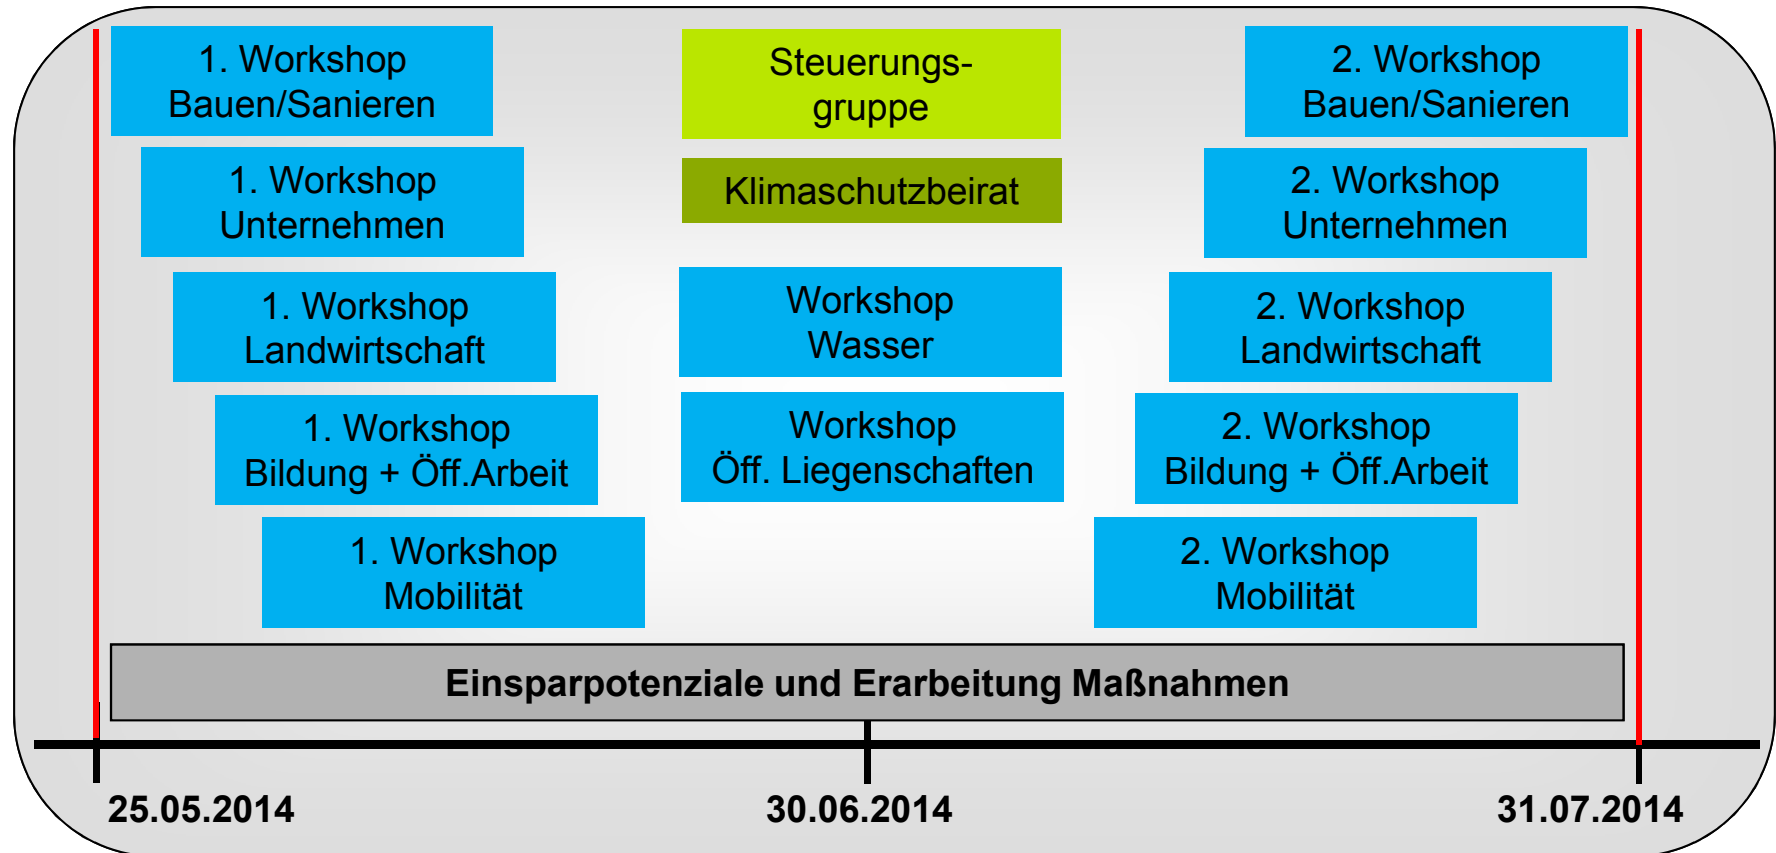 1. Workshop
Bauen/Sanieren
1. Workshop
Unternehmen
1. Workshop
Landwirtschaft
1. Workshop
Bildung + Öff.Arbeit
1. Workshop
Mobilität
Steuerungs-
gruppe
Klimaschutzbeirat
Workshop
Wasser
Workshop
Öff. Liegenschaften
2. Workshop
Bauen/Sanieren
2. Workshop
Unternehmen
2. Workshop
Landwirtschaft
2. Workshop
Bildung + Öff.Arbeit
2. Workshop
Mobilität
Einsparpotenziale und Erarbeitung Maßnahmen
25.05.2014
30.06.2014
31.07.2014